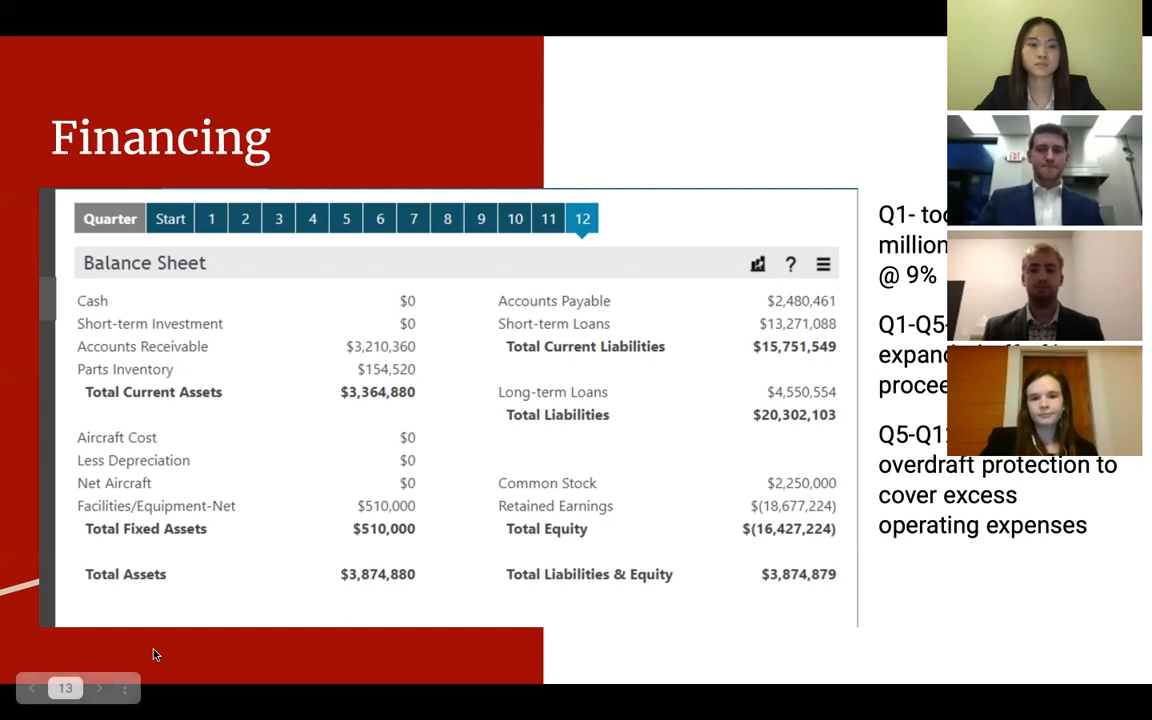 Financing
Quarter Start 1 2 3 4 5 6 7 8 9 10 11 12
Balance Sheet ?
Cash $0 Accounts Payable $2,480,461
Short-term Investment $0 Short-term Loans $13,271,088
Accounts Receivable $3,210,360 Total Current Liabilities $15,751,549
Parts Inventory $154,520
Total Current Assets $3,364,880 Long-term Loans $4,550,554
Total Liabilities $20,302,103
Aircraft Cost $0
Less Depreciation $0
Net Aircraft $0 Common Stock $2,250,000
Facilities/Equipment-Net $510,000 Retained Earnings $(18,677,224)
Total Fixed Assets $510,000 Total Equity $(16,427,224)
Total Assets $3,874,880 Total Liabilities & Equity $3,874,879
Q1-
million
@ 9%
Q1-Q5-
overdraft protection to
cover excess
operating expenses
EXIT
13